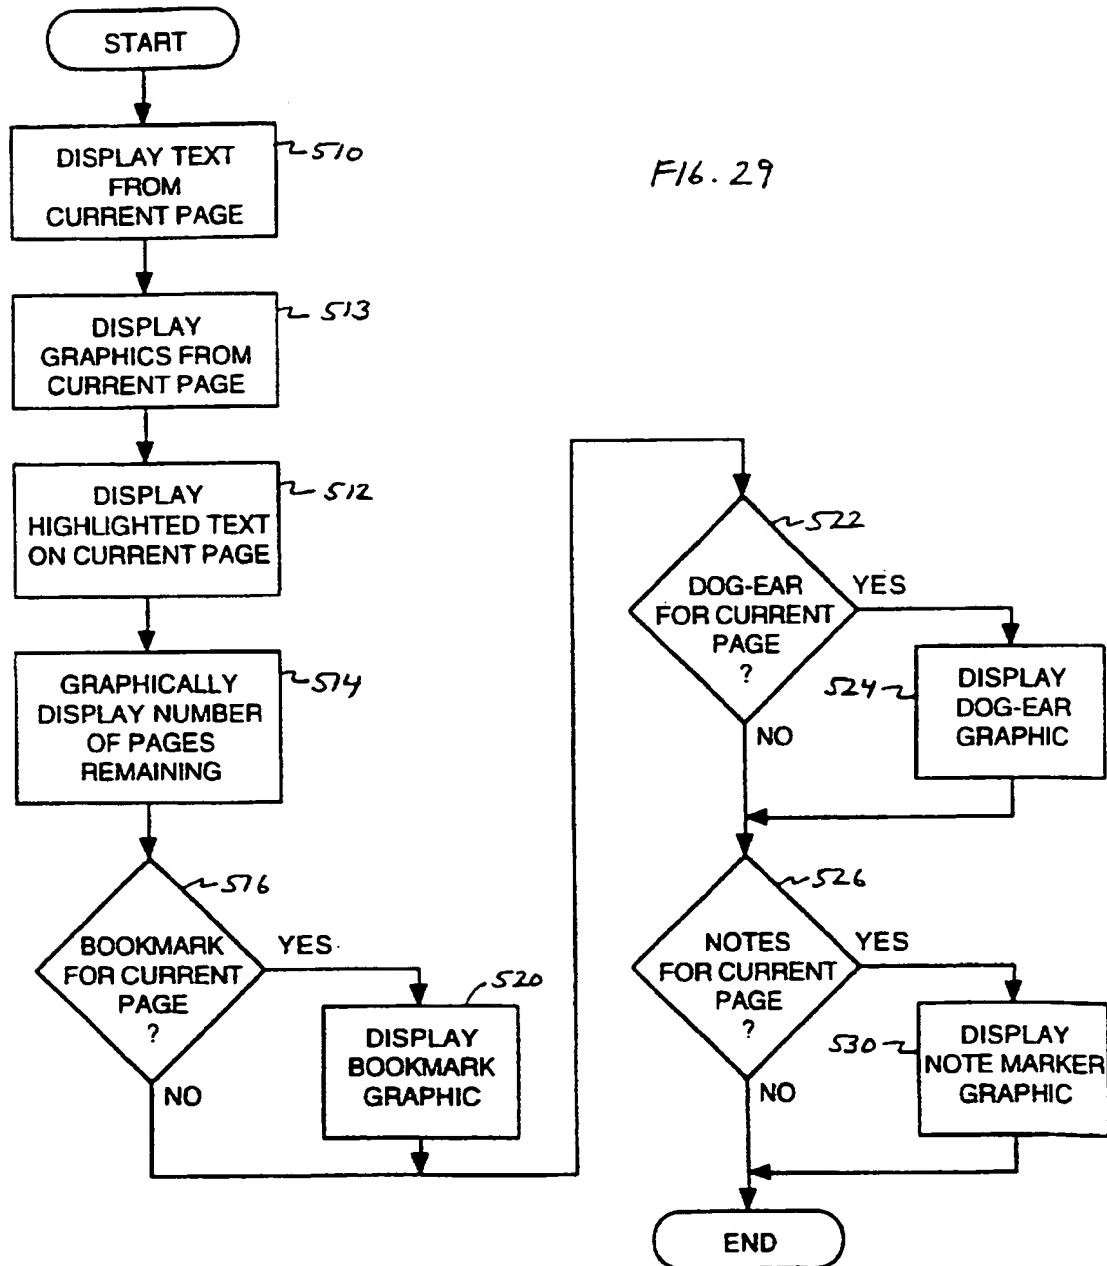 START
DISPLAY TEXT
FROM
CURRENT PAGE
510
FIG. 29
DISPLAY
GRAPHICS FROM
CURRENT PAGE
513
DISPLAY
HIGHLIGHTED TEXT
ON CURRENT PAGE
512
GRAPHICALLY
DISPLAY NUMBER
OF PAGES
REMAINING
514
BOOKMARK
FOR CURRENT
PAGE
?
516
YES
NO
DISPLAY
BOOKMARK
GRAPHIC
520
DOG-EAR
FOR CURRENT
PAGE
?
522
YES
NO
DISPLAY
DOG-EAR
GRAPHIC
524
NOTES
FOR CURRENT
PAGE
?
526
YES
NO
DISPLAY
NOTE MARKER
GRAPHIC
530
END